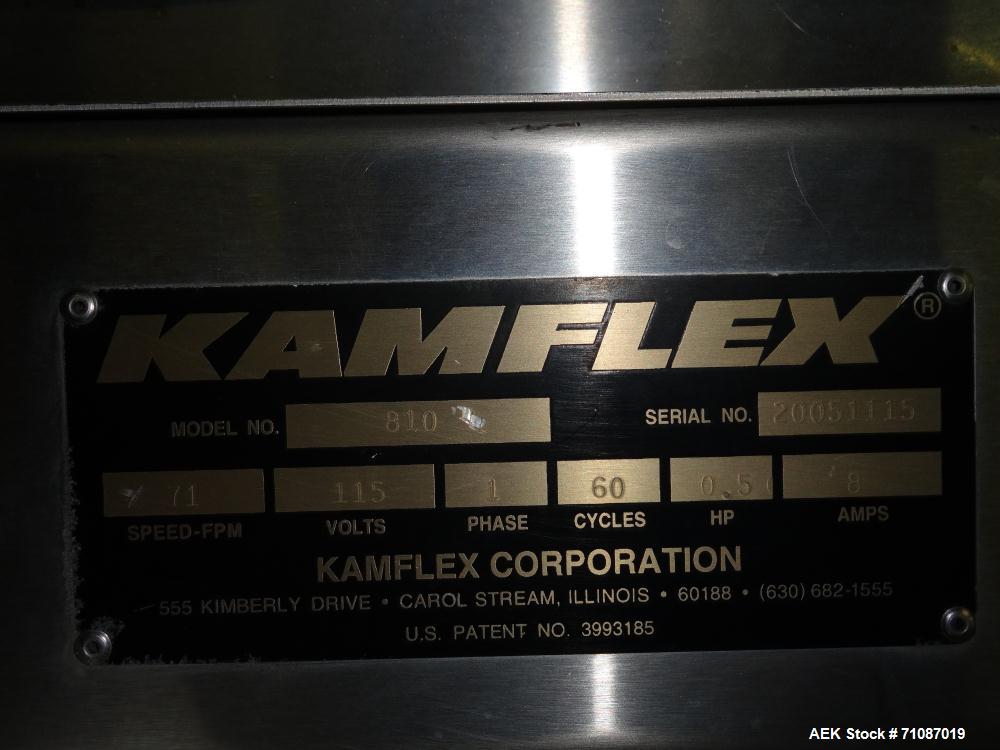 KAMFLEX®
MODEL NO. 810 SERIAL NO. 20051115
71 115 1 60 0.5 8
SPEED-FPM VOLTS PHASE CYCLES HP AMPS
KAMFLEX CORPORATION
555 KIMBERLY DRIVE • CAROL STREAM, ILLINOIS • 60188 • (630) 682-1555
U.S. PATENT NO. 3993185
AEK Stock # 71087019